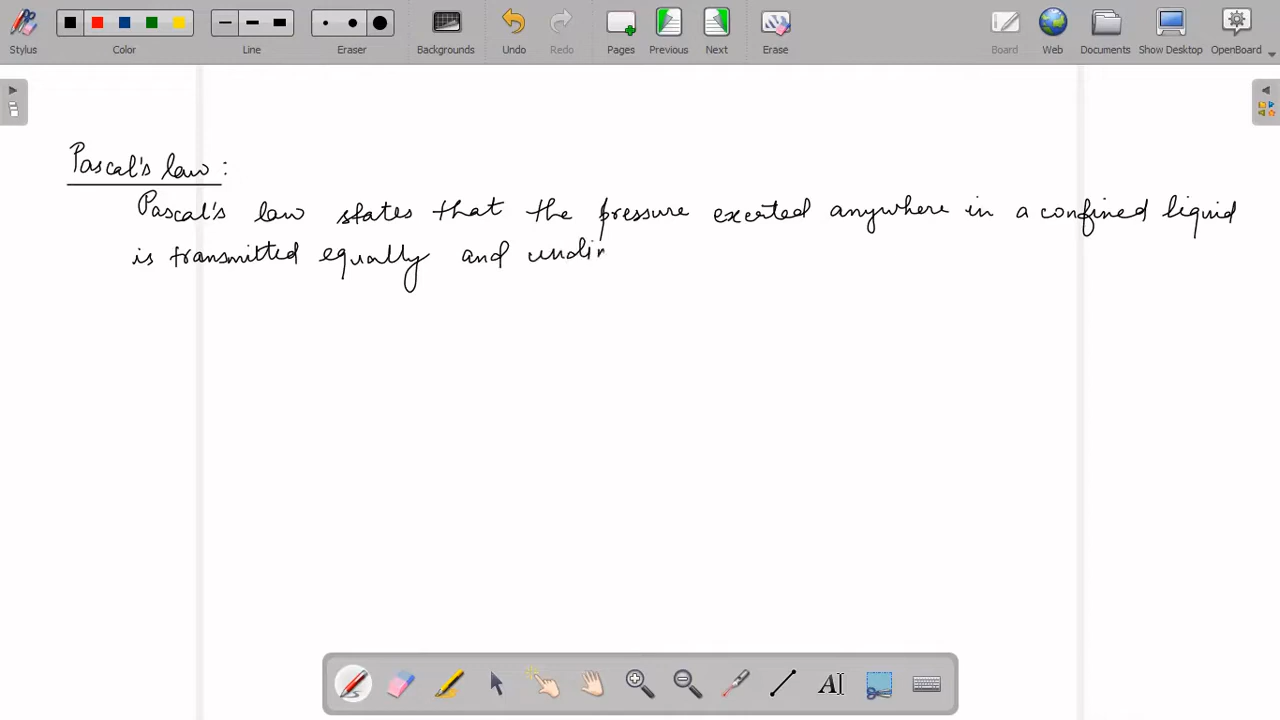 Stylus Color Line Eraser Backgrounds Undo Redo Pages Previous Next Erase Board Web Documents Show Desktop OpenBoard
Pascal's law :
Pascal's law states that the pressure exerted anywhere in a confined liquid
is transmitted equally and undi